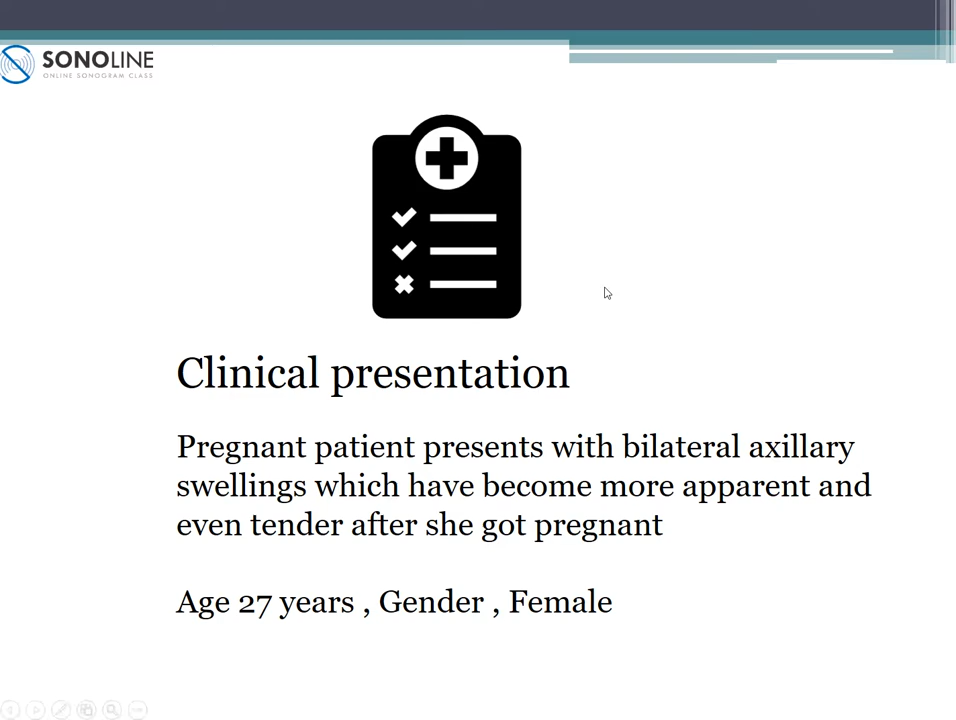 SONOLINE
ONLINE SONOGRAM CLASS
Clinical presentation
Pregnant patient presents with bilateral axillary
swellings which have become more apparent and
even tender after she got pregnant
Age 27 years , Gender , Female